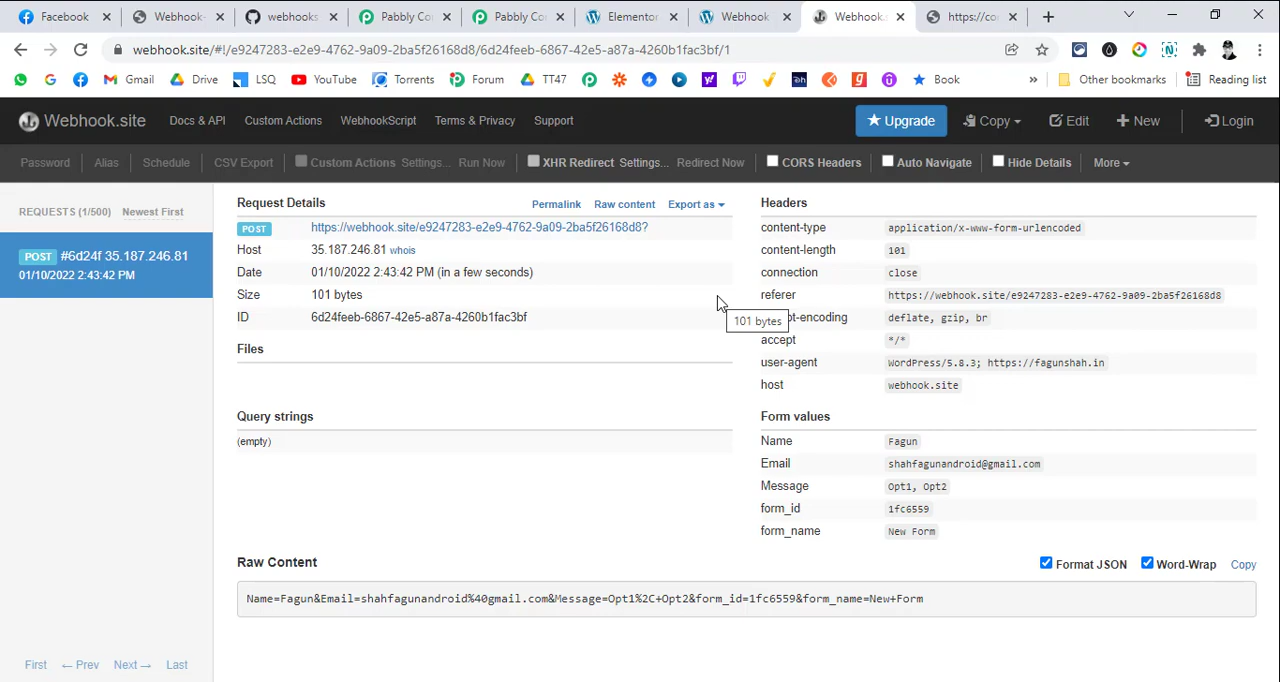 Facebook
Webhook-
webhooks
Pabbly Co
Pabbly Co
Elementor
Webhook
Webhook.
https://co
webhook.site/#!/e9247283-e2e9-4762-9a09-2ba5f26168d8/6d24feeb-6867-42e5-a87a-4260b1fac3bf/1
Gmail
Drive
LSQ
YouTube
Torrents
Forum
TT47
Book
»
Other bookmarks
Reading list
Webhook.site
Docs & API
Custom Actions
WebhookScript
Terms & Privacy
Support
Upgrade
Copy
Edit
New
Login
Password
Alias
Schedule
CSV Export
Custom Actions
Settings...
Run Now
XHR Redirect
Settings...
Redirect Now
CORS Headers
Auto Navigate
Hide Details
More
REQUESTS (1/500)
Newest First
POST #6d24f 35.187.246.81
01/10/2022 2:43:42 PM
Request Details
Permalink
Raw content
Export as
POST https://webhook.site/e9247283-e2e9-4762-9a09-2ba5f26168d8?
Host 35.187.246.81 whois
Date 01/10/2022 2:43:42 PM (in a few seconds)
Size 101 bytes
ID 6d24feeb-6867-42e5-a87a-4260b1fac3bf
Files
Query strings
(empty)
101 bytes
Headers
content-type application/x-www-form-urlencoded
content-length 101
connection close
referer https://webhook.site/e9247283-e2e9-4762-9a09-2ba5f26168d8
pt-encoding deflate, gzip, br
accept */*
user-agent WordPress/5.8.3; https://fagunshah.in
host webhook.site
Form values
Name Fagun
Email shahfagunandroid@gmail.com
Message Opt1, Opt2
form_id 1fc6559
form_name New Form
Raw Content
Format JSON
Word-Wrap
Copy
Name=Fagun&Email=shahfagunandroid%40gmail.com&Message=Opt1%2C+Opt2&form_id=1fc6559&form_name=New+Form
First
← Prev
Next →
Last